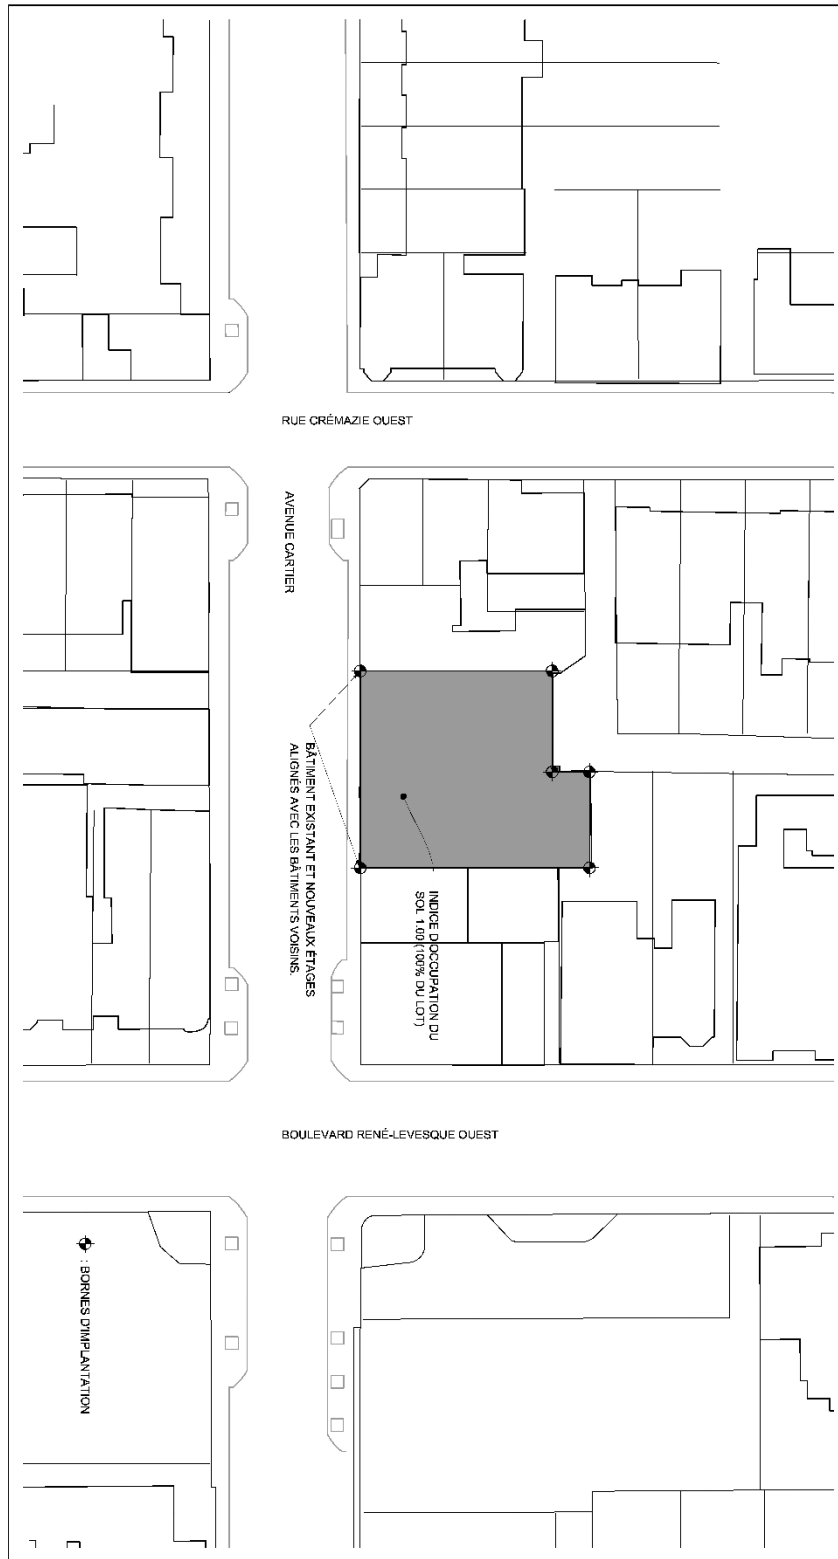 RUE CRÉMAZIE OUEST
AVENUE CARTIER
BÂTIMENT EXISTANT ET NOUVEAUX ÉTAGES
ALIGNÉS AVEC LES BÂTIMENTS VOISINS.
INDICE D'OCCUPATION DU
SOL 1.00 (100% DU LOT)
BOULEVARD RENÉ-LEVESQUE OUEST
: BORNES D'IMPLANTATION